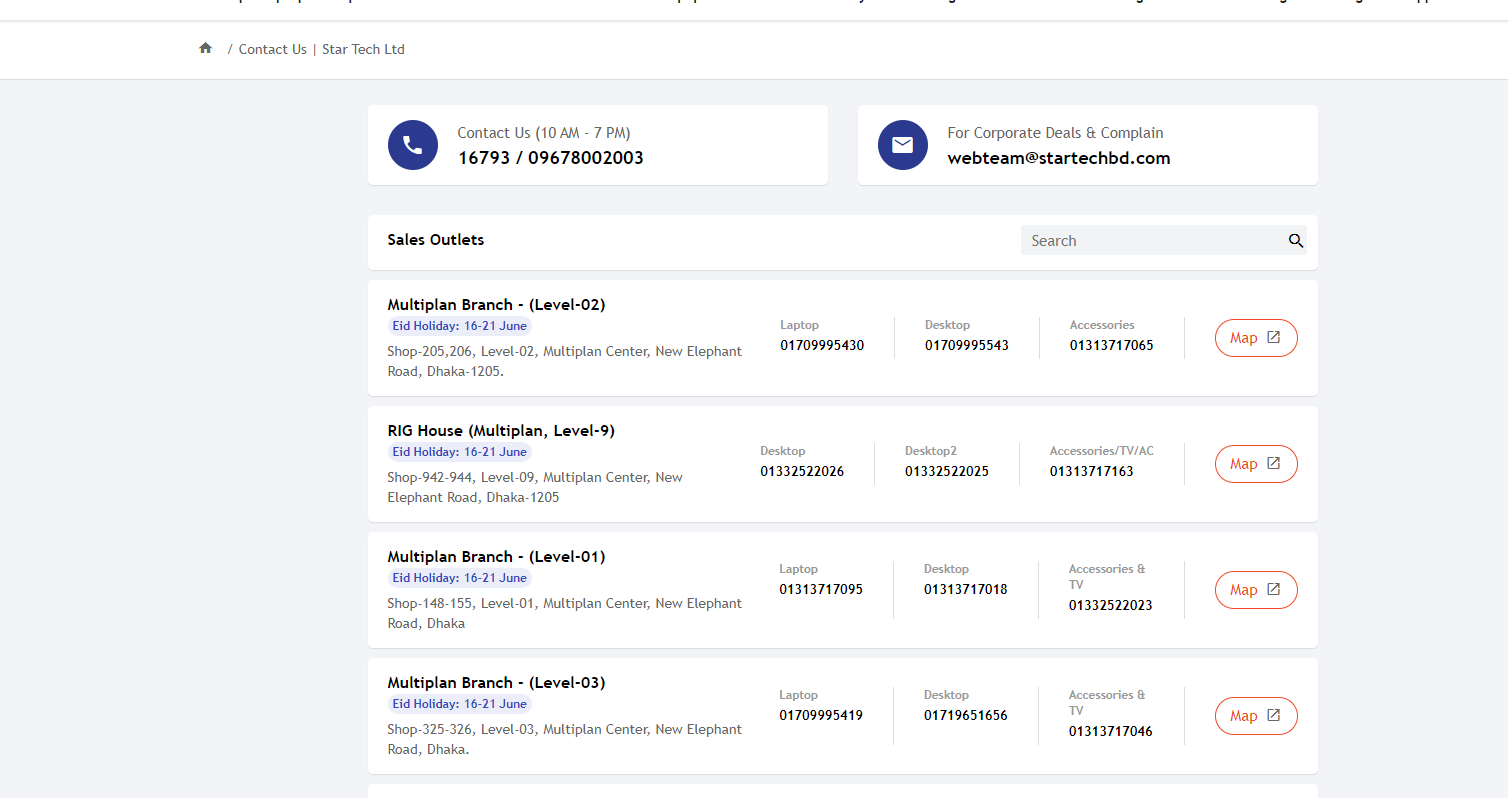 / Contact Us | Star Tech Ltd
Contact Us (10 AM - 7 PM)
16793 / 09678002003
For Corporate Deals & Complain
webteam@startechbd.com
Sales Outlets
Search
Multiplan Branch - (Level-02)
Eid Holiday: 16-21 June
Shop-205,206, Level-02, Multiplan Center, New Elephant
Road, Dhaka-1205.
Laptop
01709995430
Desktop
01709995543
Accessories
01313717065
Map
RIG House (Multiplan, Level-9)
Eid Holiday: 16-21 June
Shop-942-944, Level-09, Multiplan Center, New
Elephant Road, Dhaka-1205
Desktop
01332522026
Desktop2
01332522025
Accessories/TV/AC
01313717163
Map
Multiplan Branch - (Level-01)
Eid Holiday: 16-21 June
Shop-148-155, Level-01, Multiplan Center, New Elephant
Road, Dhaka
Laptop
01313717095
Desktop
01313717018
Accessories &
TV
01332522023
Map
Multiplan Branch - (Level-03)
Eid Holiday: 16-21 June
Shop-325-326, Level-03, Multiplan Center, New Elephant
Road, Dhaka.
Laptop
01709995419
Desktop
01719651656
Accessories &
TV
01313717046
Map